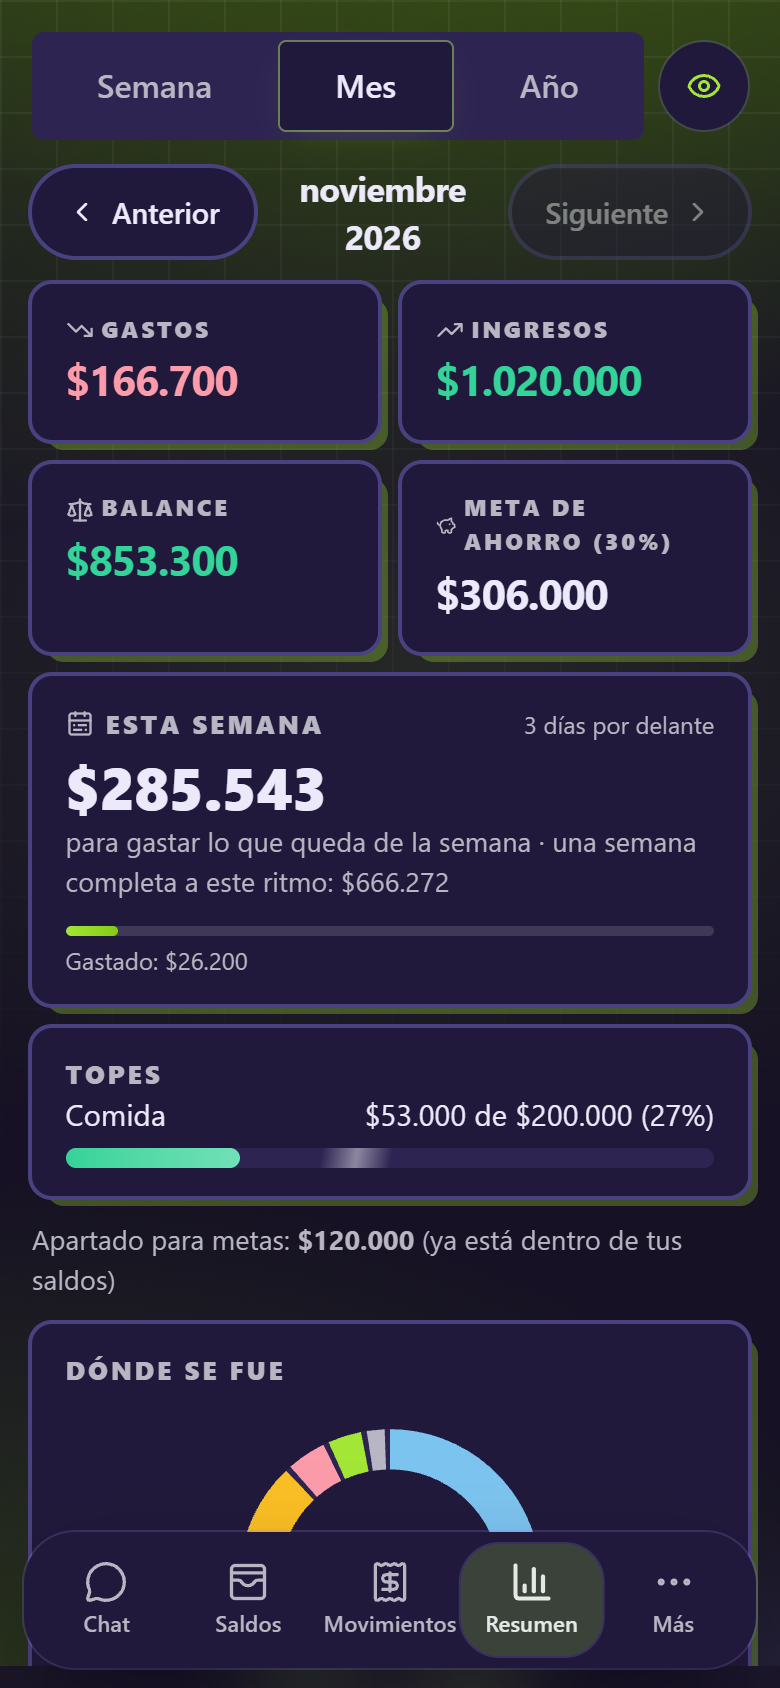 Semana
Mes
Año
Anterior
noviembre
2026
Siguiente
GASTOS
$166.700
INGRESOS
$1.020.000
BALANCE
$853.300
META DE
AHORRO (30%)
$306.000
ESTA SEMANA
3 días por delante
$285.543
para gastar lo que queda de la semana · una semana
completa a este ritmo: $666.272
Gastado: $26.200
TOPES
Comida
$53.000 de $200.000 (27%)
Apartado para metas: $120.000 (ya está dentro de tus
saldos)
DÓNDE SE FUE
Chat
Saldos
Movimientos
Resumen
Más